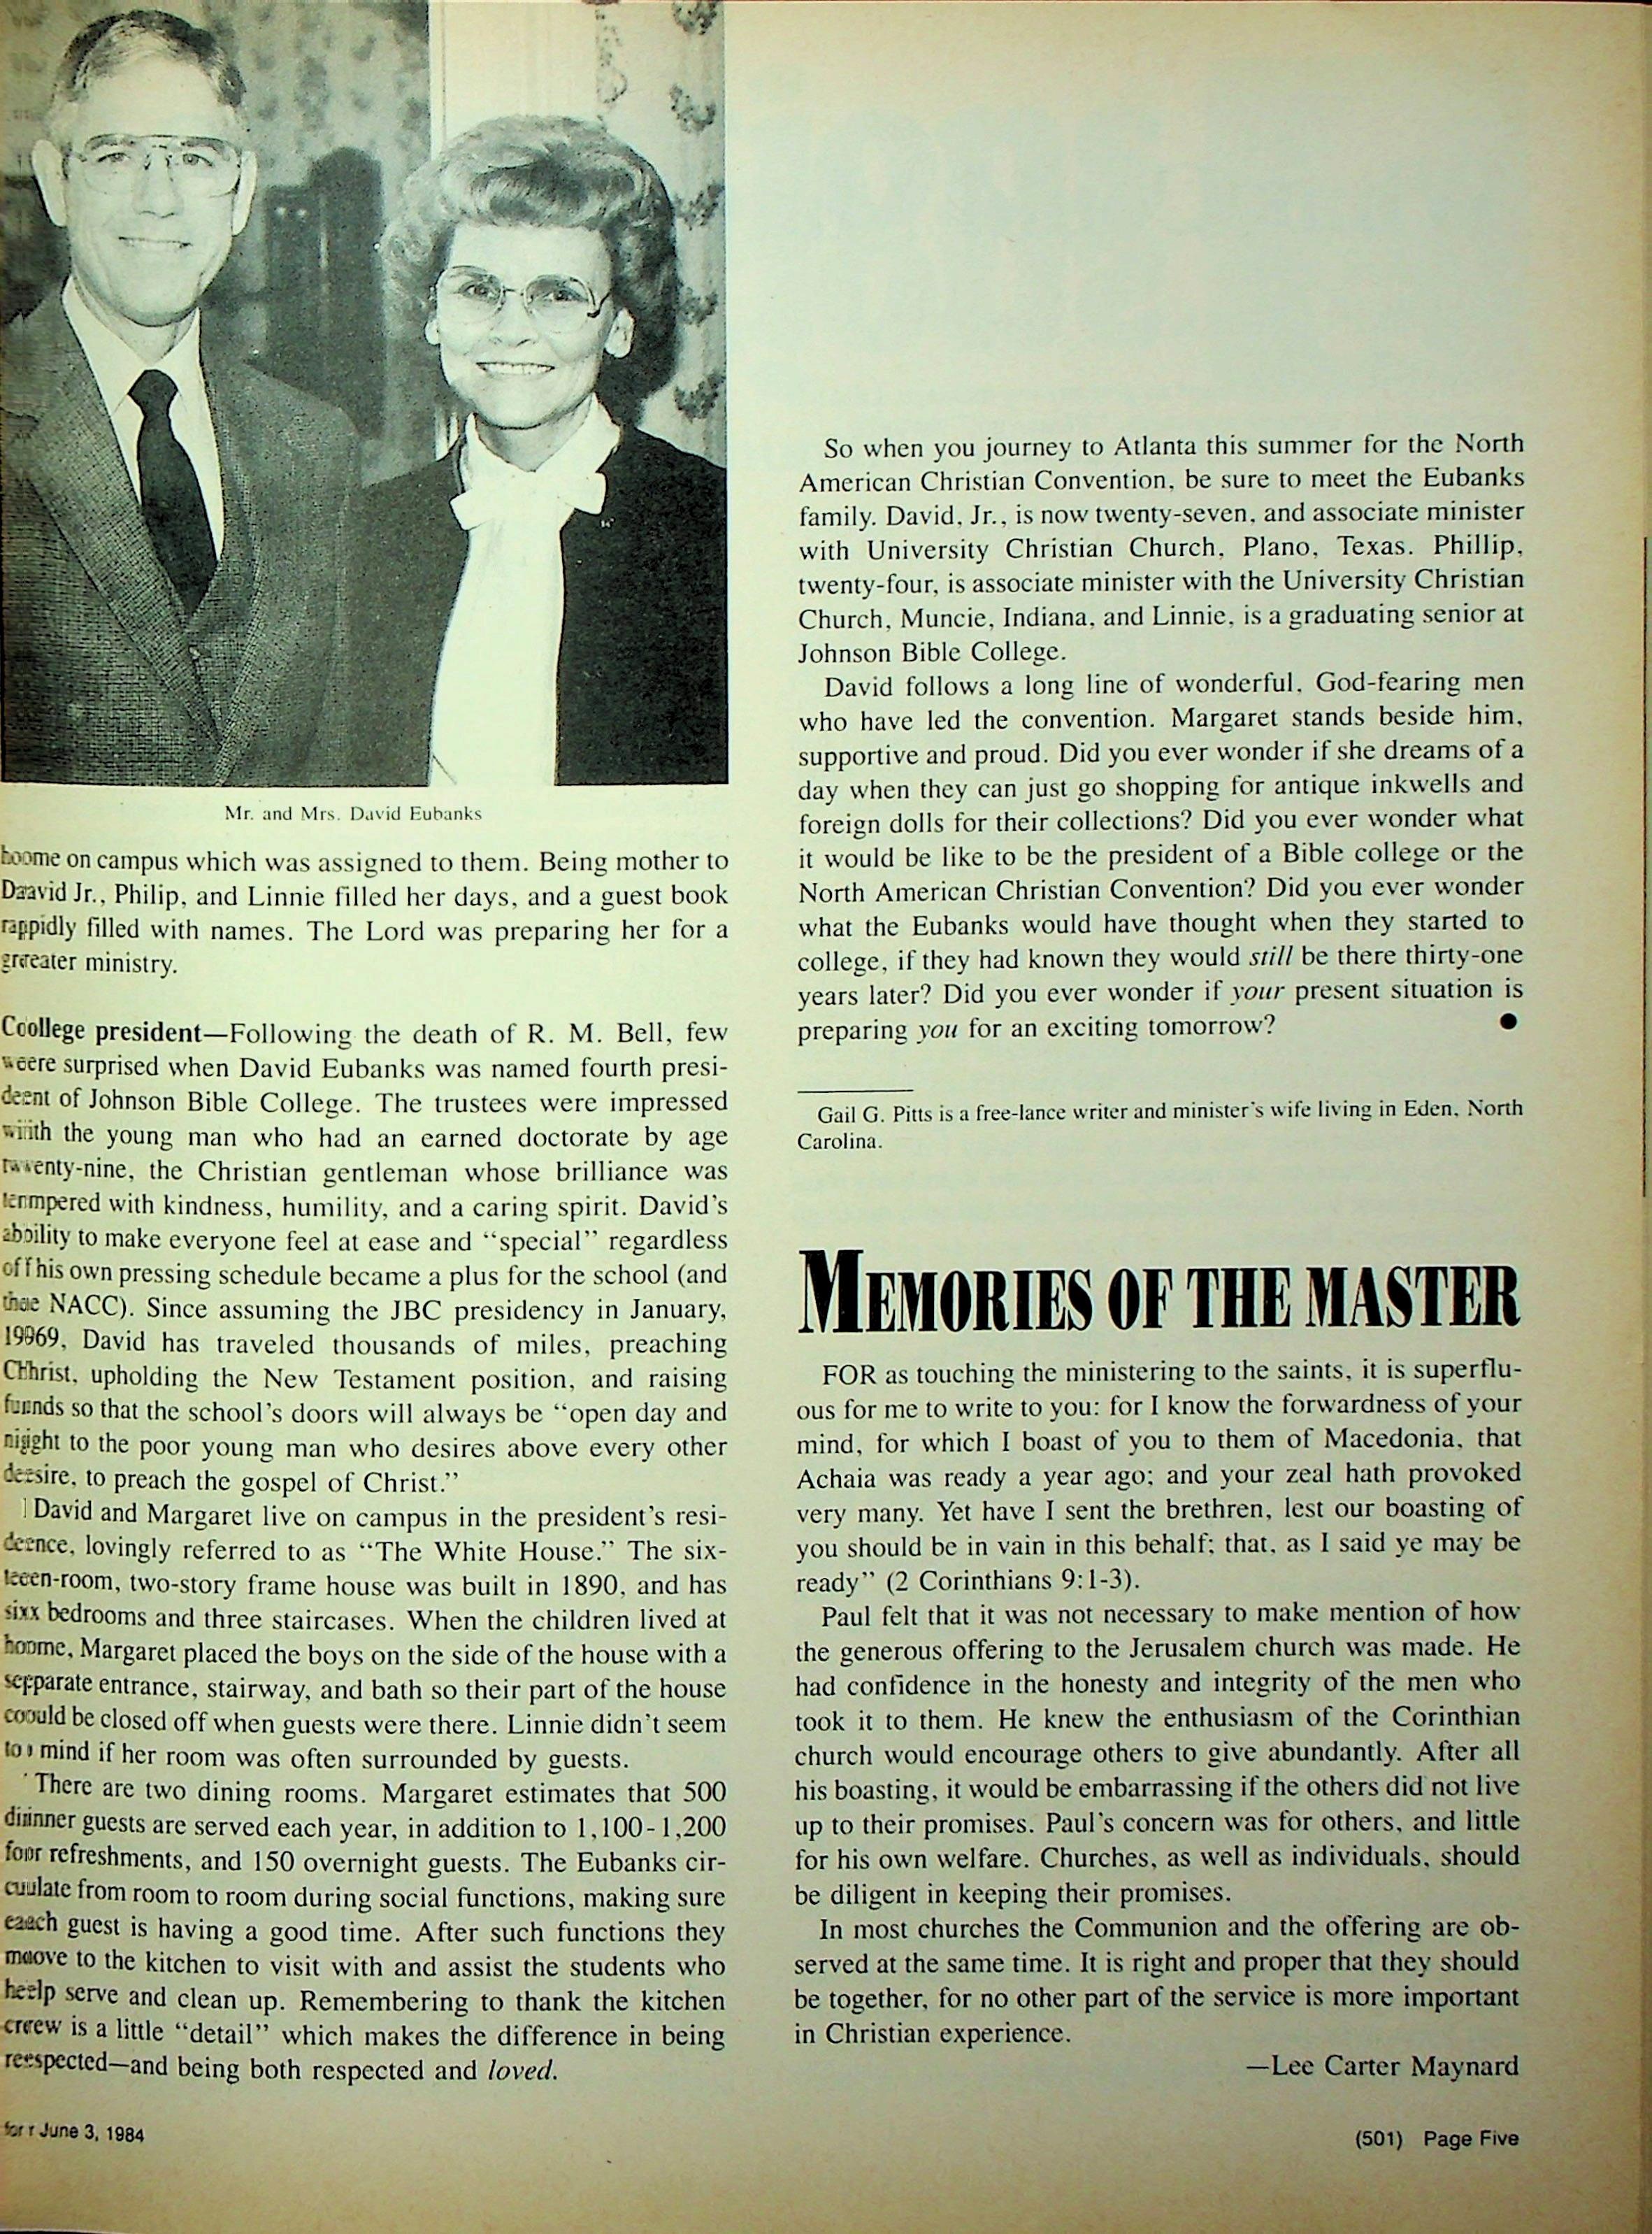 Mr. and Mrs. David Eubanks
home on campus which was assigned to them. Being mother to
David Jr., Philip, and Linnie filled her days, and a guest book
rapidly filled with names. The Lord was preparing her for a
greater ministry.
College president—Following the death of R. M. Bell, few
were surprised when David Eubanks was named fourth presi-
dent of Johnson Bible College. The trustees were impressed
with the young man who had an earned doctorate by age
twenty-nine, the Christian gentleman whose brilliance was
tempered with kindness, humility, and a caring spirit. David's
ability to make everyone feel at ease and “special” regardless
of his own pressing schedule became a plus for the school (and
the NACC). Since assuming the JBC presidency in January,
1969, David has traveled thousands of miles, preaching
Christ, upholding the New Testament position, and raising
funds so that the school's doors will always be “open day and
night to the poor young man who desires above every other
desire, to preach the gospel of Christ.”
David and Margaret live on campus in the president's resi-
dence, lovingly referred to as “The White House.” The six-
teen-room, two-story frame house was built in 1890, and has
six bedrooms and three staircases. When the children lived at
home, Margaret placed the boys on the side of the house with a
separate entrance, stairway, and bath so their part of the house
could be closed off when guests were there. Linnie didn't seem
to mind if her room was often surrounded by guests.
There are two dining rooms. Margaret estimates that 500
dinner guests are served each year, in addition to 1,100-1,200
for refreshments, and 150 overnight guests. The Eubanks cir-
culate from room to room during social functions, making sure
each guest is having a good time. After such functions they
move to the kitchen to visit with and assist the students who
help serve and clean up. Remembering to thank the kitchen
crew is a little “detail” which makes the difference in being
respected—and being both respected and loved.
So when you journey to Atlanta this summer for the North
American Christian Convention, be sure to meet the Eubanks
family. David, Jr., is now twenty-seven, and associate minister
with University Christian Church, Plano, Texas. Phillip,
twenty-four, is associate minister with the University Christian
Church, Muncie, Indiana, and Linnie, is a graduating senior at
Johnson Bible College.
David follows a long line of wonderful, God-fearing men
who have led the convention. Margaret stands beside him,
supportive and proud. Did you ever wonder if she dreams of a
day when they can just go shopping for antique inkwells and
foreign dolls for their collections? Did you ever wonder what
it would be like to be the president of a Bible college or the
North American Christian Convention? Did you ever wonder
what the Eubanks would have thought when they started to
college, if they had known they would still be there thirty-one
years later? Did you ever wonder if your present situation is
preparing you for an exciting tomorrow? ●
Gail G. Pitts is a free-lance writer and minister's wife living in Eden, North
Carolina.
MEMORIES OF THE MASTER
FOR as touching the ministering to the saints, it is superflu-
ous for me to write to you: for I know the forwardness of your
mind, for which I boast of you to them of Macedonia, that
Achaia was ready a year ago; and your zeal hath provoked
very many. Yet have I sent the brethren, lest our boasting of
you should be in vain in this behalf; that, as I said ye may be
ready” (2 Corinthians 9:1-3).
Paul felt that it was not necessary to make mention of how
the generous offering to the Jerusalem church was made. He
had confidence in the honesty and integrity of the men who
took it to them. He knew the enthusiasm of the Corinthian
church would encourage others to give abundantly. After all
his boasting, it would be embarrassing if the others did not live
up to their promises. Paul's concern was for others, and little
for his own welfare. Churches, as well as individuals, should
be diligent in keeping their promises.
In most churches the Communion and the offering are ob-
served at the same time. It is right and proper that they should
be together, for no other part of the service is more important
in Christian experience.
—Lee Carter Maynard
for June 3, 1984
(501) Page Five